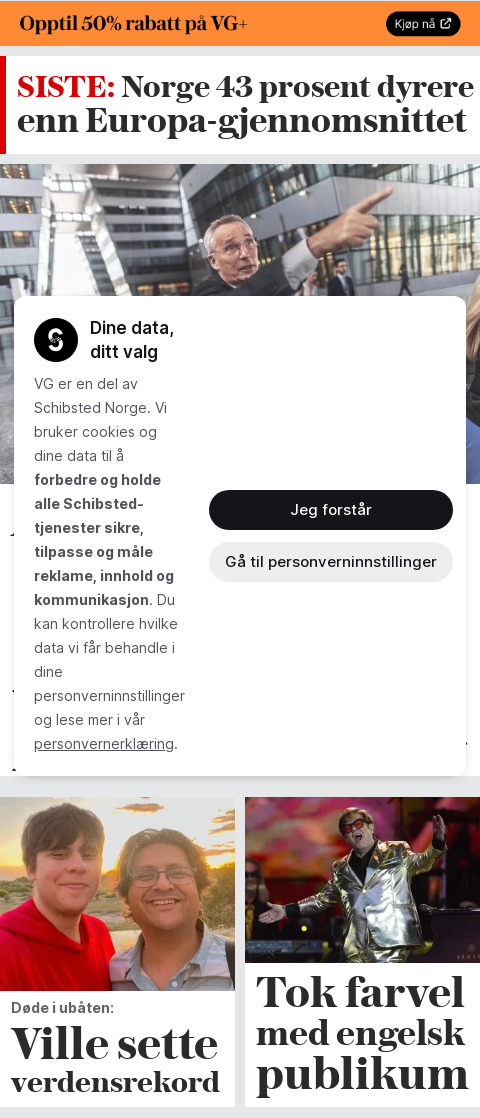 Opptil 50% rabatt på VG+
Kjøp nå
SISTE: Norge 43 prosent dyrere
enn Europa-gjennomsnittet
Dine data,
ditt valg
VG er en del av
Schibsted Norge. Vi
bruker cookies og
dine data til å
forbedre og holde
alle Schibsted-
tjenester sikre,
tilpasse og måle
reklame, innhold og
kommunikasjon. Du
kan kontrollere hvilke
data vi får behandle i
dine
personverninnstillinger
og lese mer i vår
personvernerklæring.
Jeg forstår
Gå til personverninnstillinger
Døde i ubåten:
Ville sette
verdensrekord
Tok farvel
med engelsk
publikum